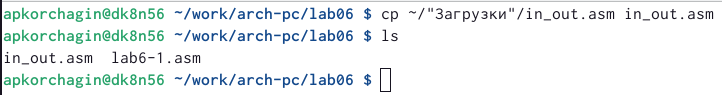 apkorchagin@dk8n56 ~/work/arch-pc/lab06 $ cp ~/"Загрузки"/in_out.asm in_out.asm
apkorchagin@dk8n56 ~/work/arch-pc/lab06 $ ls
in_out.asm  lab6-1.asm
apkorchagin@dk8n56 ~/work/arch-pc/lab06 $